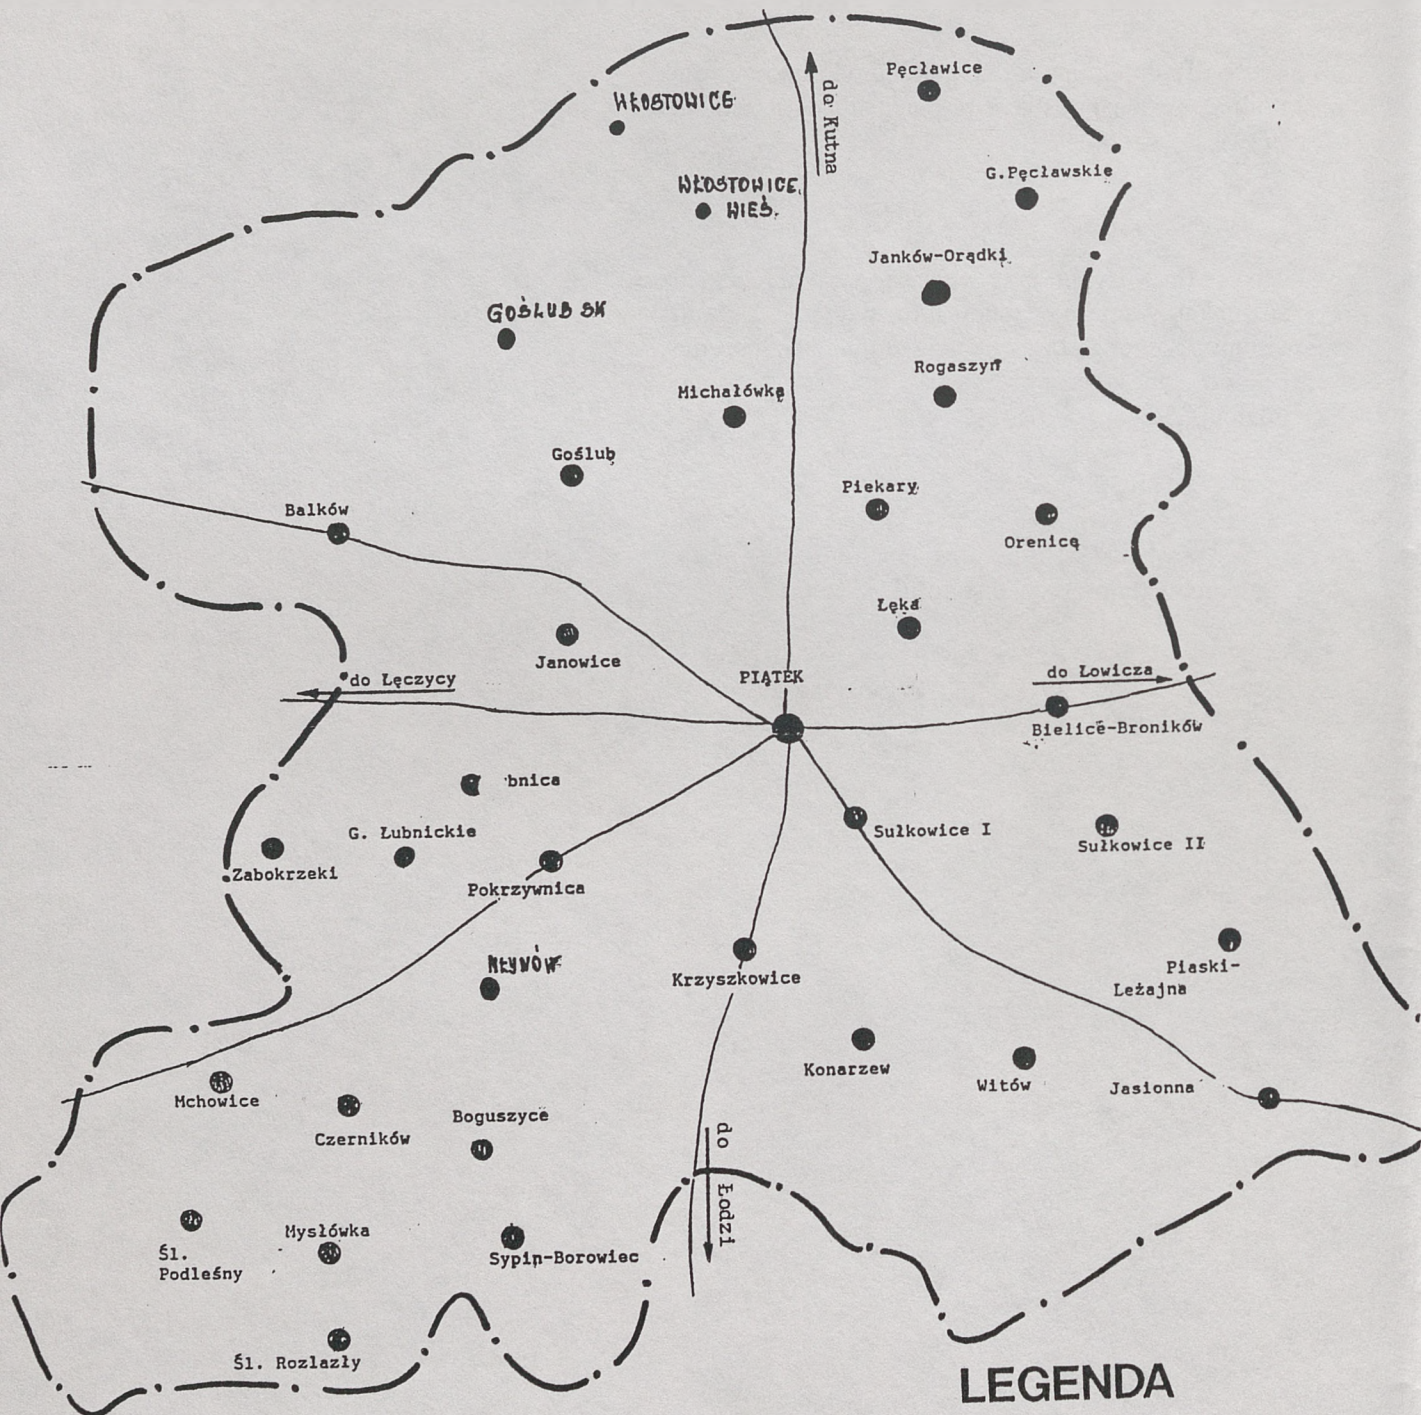 Pęcławice
WŁOSTOWICE
do Kutna
G.Pęcławskie
WŁOSTOWICE
WIEŚ.
Janków-Orądki
GOŚLUB SK
Rogaszyn
Michałówka
Goślub
Piekary
Balków
Orenice
Łęka
Janowice
PIĄTEK
do Łęczycy
do Łowicza
Bielice-Broników
bnica
G. Łubnickie
Sułkowice I
Sułkowice II
Zabokrzeki
Pokrzywnica
MŁYNÓW
Krzyszkowice
Piaski-
Leżajna
Konarzew
Witów
Jasionna
Mchowice
Czerników
Boguszyce
do Łodzi
Mysłówka
Śl.
Podleśny
Sypin-Borowiec
Śl. Rozlazły
LEGENDA